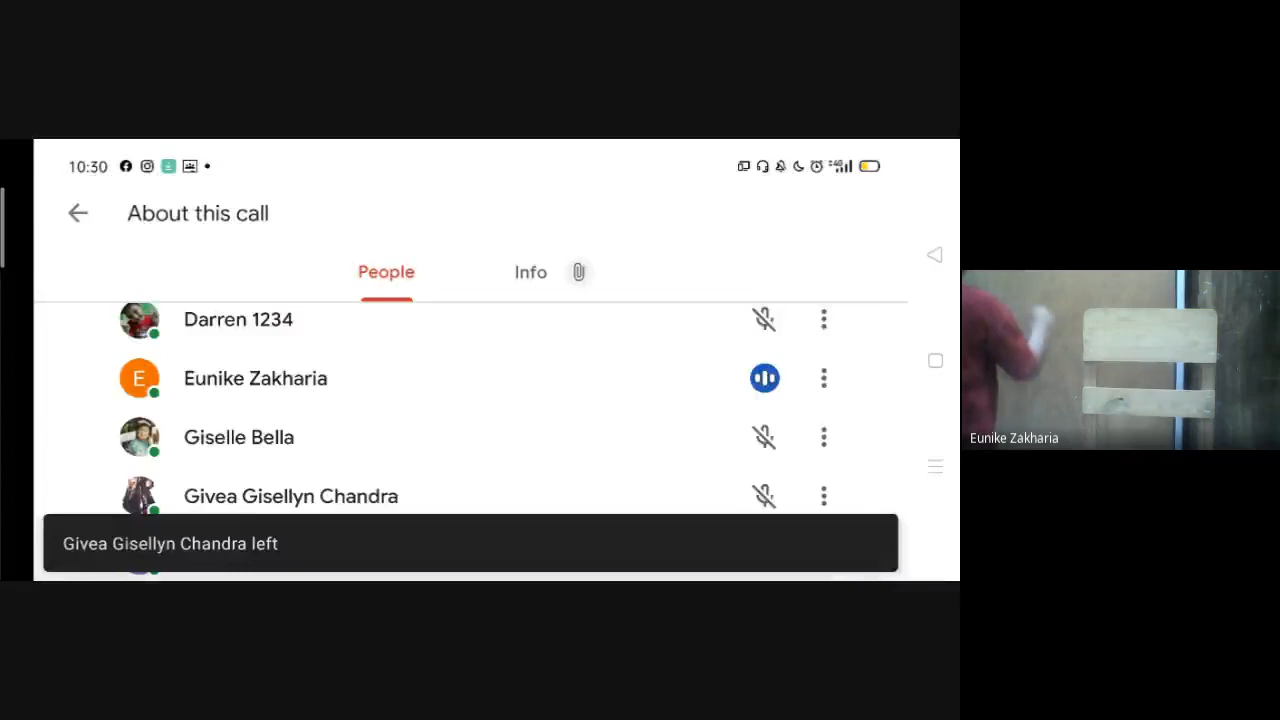 10:30
About this call
People
Info
Darren 1234
Eunike Zakharia
E
Giselle Bella
Givea Gisellyn Chandra
Givea Gisellyn Chandra left
Eunike Zakharia